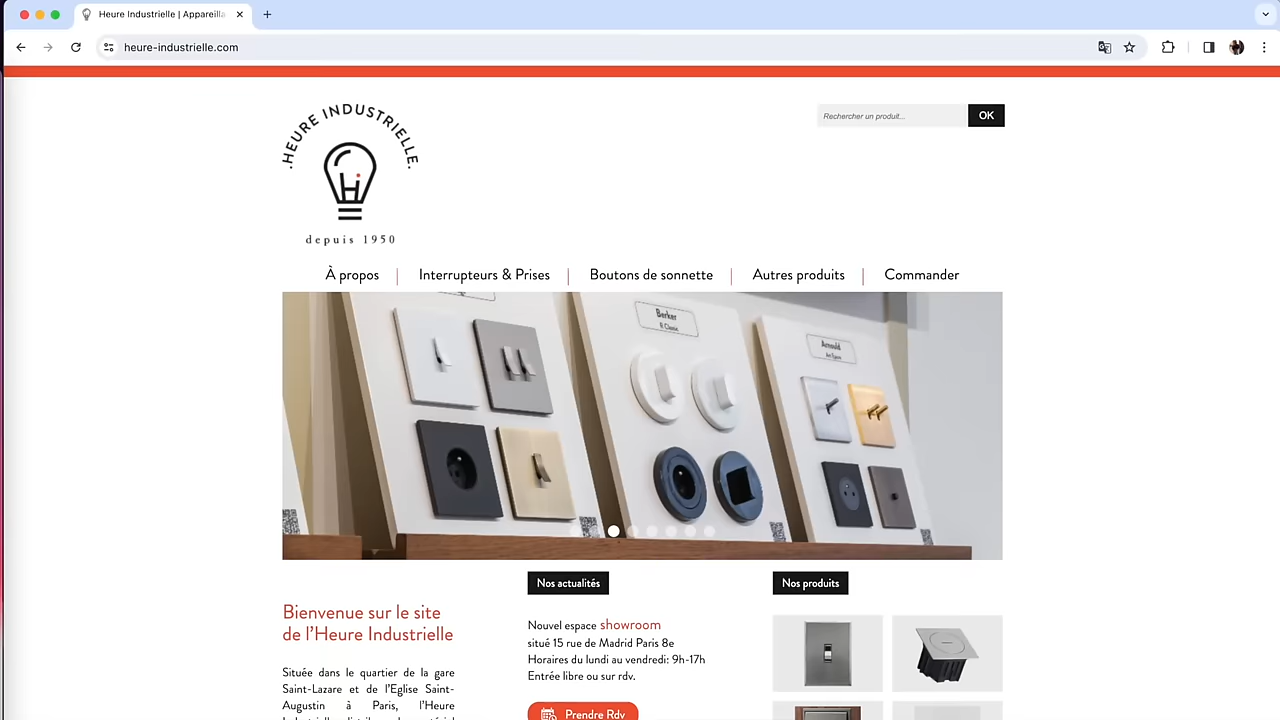 Heure Industrielle | Appareilla
heure-industrielle.com
.HEURE INDUSTRIELLE.
depuis 1950
Rechercher un produit...
OK
À propos
Interrupteurs & Prises
Boutons de sonnette
Autres produits
Commander
Berker
R Classic
Arnould
Art Epure
Bienvenue sur le site
de l'Heure Industrielle
Située dans le quartier de la gare
Saint-Lazare et de l'Eglise Saint-
Augustin à Paris, l'Heure
Nos actualités
Nouvel espace showroom
situé 15 rue de Madrid Paris 8e
Horaires du lundi au vendredi: 9h-17h
Entrée libre ou sur rdv.
Prendre Rdv
Nos produits